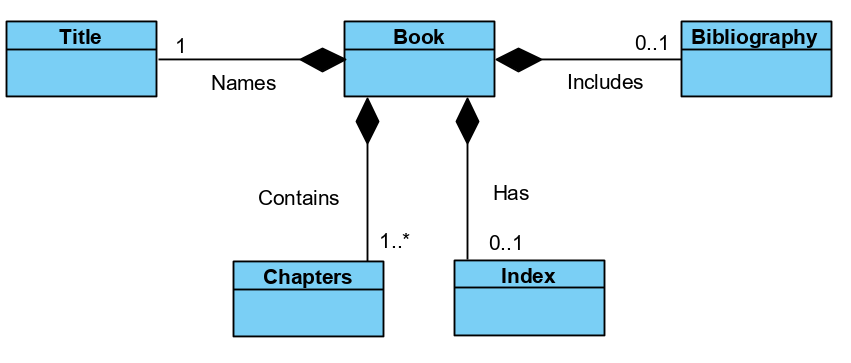 Title
1
Names
Book
0..1
Bibliography
Includes
Contains
1..*
Chapters
Has
0..1
Index